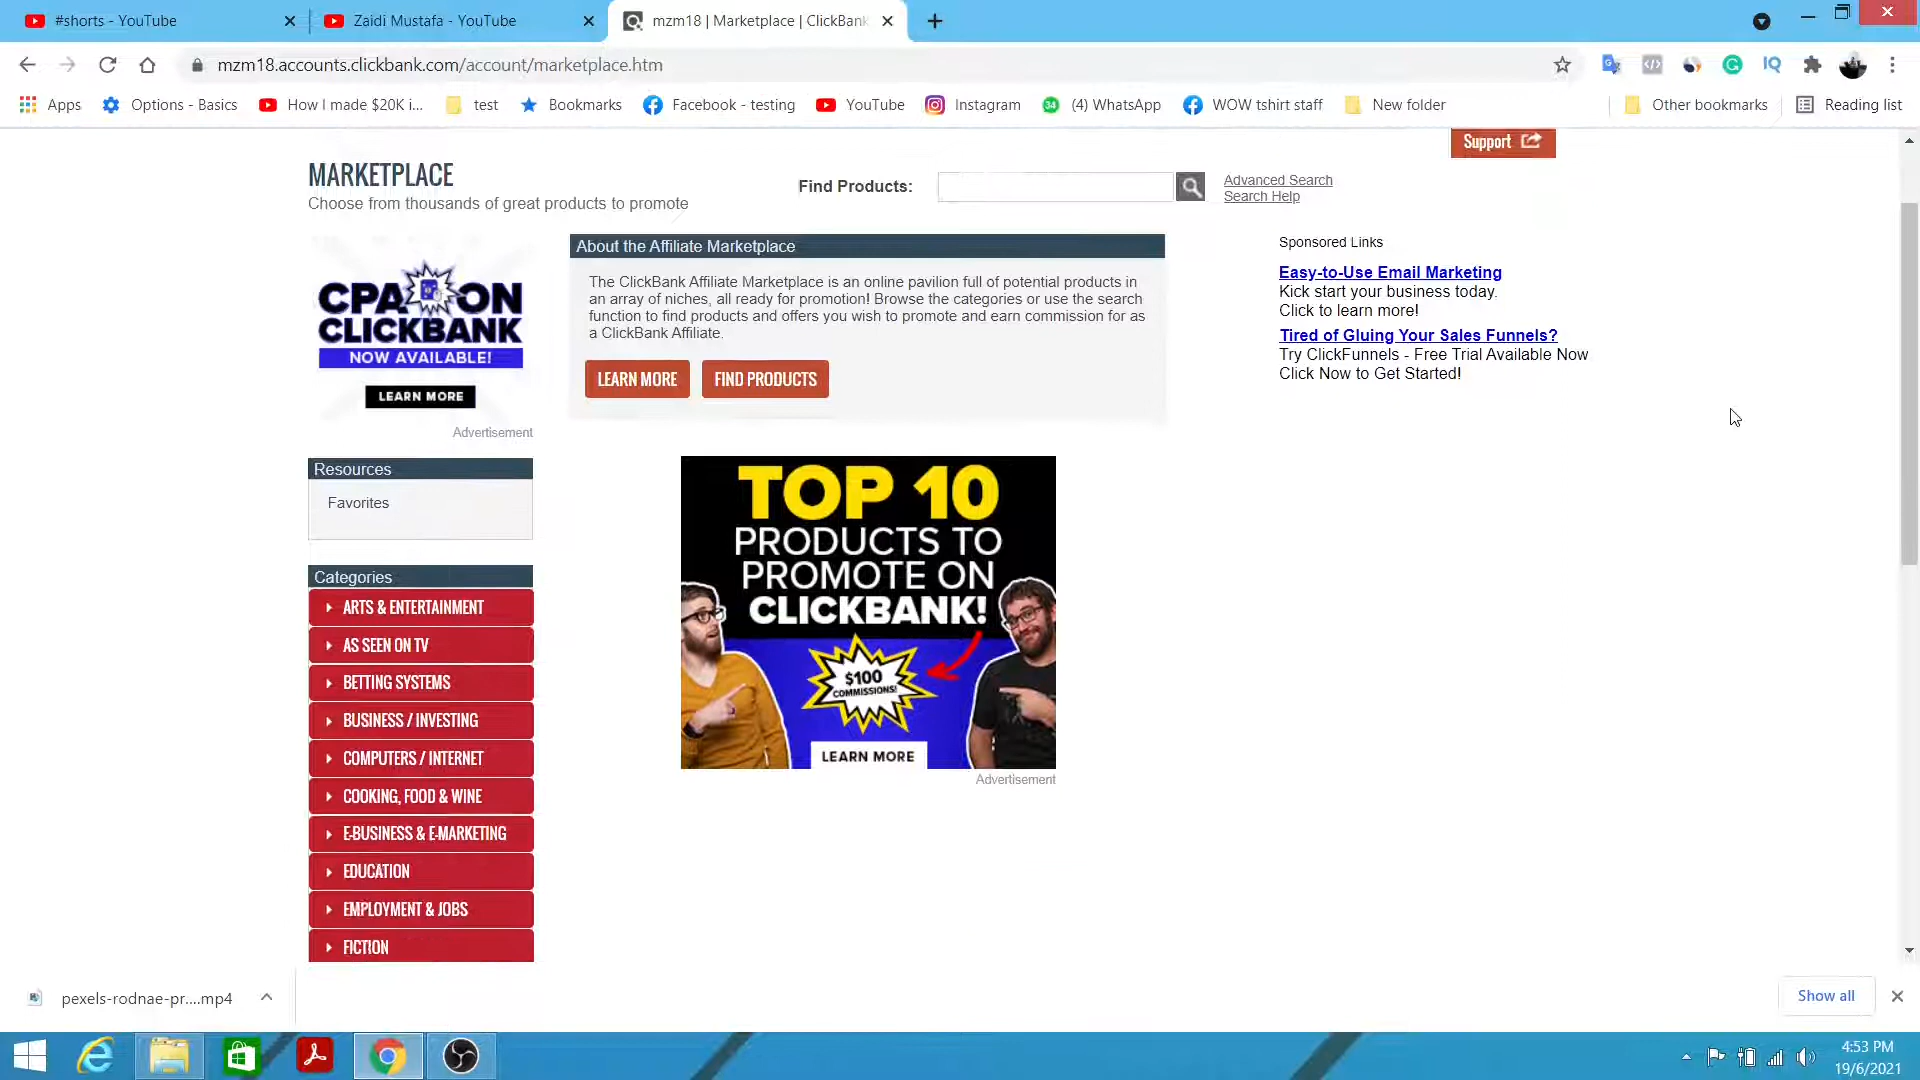 #shorts - YouTube
Zaidi Mustafa - YouTube
mzm18 | Marketplace | ClickBank
mzm18.accounts.clickbank.com/account/marketplace.htm
Apps
Options - Basics
How I made $20K i...
test
Bookmarks
Facebook - testing
YouTube
Instagram
34
(4) WhatsApp
WOW tshirt staff
New folder
Other bookmarks
Reading list
Support
MARKETPLACE
Choose from thousands of great products to promote
Find Products:
Advanced Search
Search Help
CPA ON
CLICKBANK
NOW AVAILABLE!
LEARN MORE
Advertisement
About the Affiliate Marketplace
The ClickBank Affiliate Marketplace is an online pavilion full of potential products in
an array of niches, all ready for promotion! Browse the categories or use the search
function to find products and offers you wish to promote and earn commission for as
a ClickBank Affiliate.
LEARN MORE
FIND PRODUCTS
Sponsored Links
Easy-to-Use Email Marketing
Kick start your business today.
Click to learn more!
Tired of Gluing Your Sales Funnels?
Try ClickFunnels - Free Trial Available Now
Click Now to Get Started!
Resources
Favorites
Categories
ARTS & ENTERTAINMENT
AS SEEN ON TV
BETTING SYSTEMS
BUSINESS / INVESTING
COMPUTERS / INTERNET
COOKING, FOOD & WINE
E-BUSINESS & E-MARKETING
EDUCATION
EMPLOYMENT & JOBS
FICTION
TOP 10
PRODUCTS TO
PROMOTE ON
CLICKBANK!
$100
COMMISSIONS!
LEARN MORE
Advertisement
pexels-rodnae-pr....mp4
Show all
4:53 PM
19/6/2021